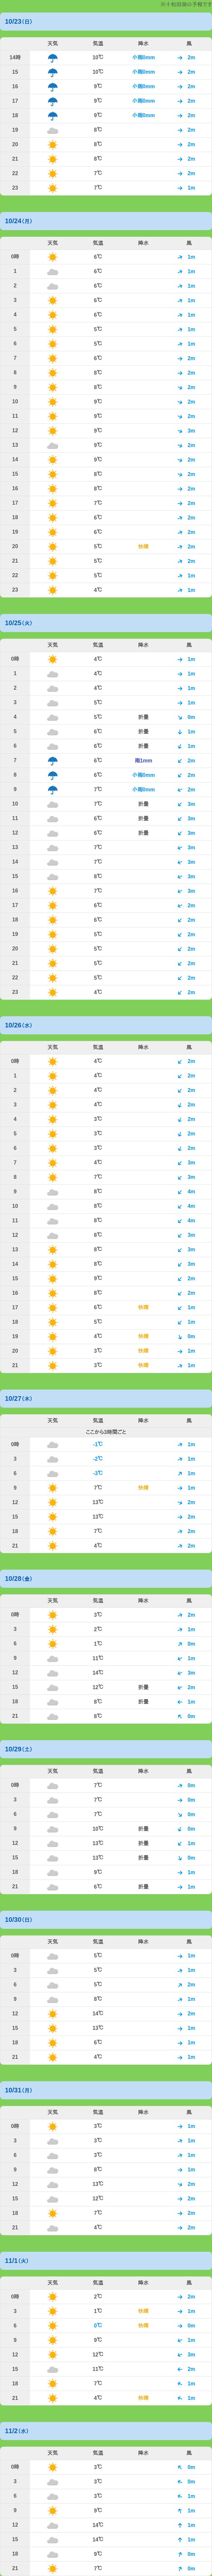 ※十和田湖の予報です
10/23(日)
天気 気温 降水 風
14時 10℃ 小雨0mm 2m
15 10℃ 小雨0mm 2m
16 9℃ 小雨0mm 2m
17 9℃ 小雨0mm 2m
18 9℃ 小雨0mm 2m
19 8℃ 2m
20 8℃ 2m
21 8℃ 2m
22 7℃ 2m
23 7℃ 1m
10/24(月)
天気 気温 降水 風
0時 6℃ 1m
1 6℃ 1m
2 6℃ 1m
3 6℃ 1m
4 6℃ 1m
5 5℃ 1m
6 5℃ 1m
7 6℃ 2m
8 8℃ 2m
9 8℃ 2m
10 9℃ 2m
11 9℃ 2m
12 9℃ 3m
13 9℃ 2m
14 9℃ 2m
15 8℃ 2m
16 8℃ 2m
17 7℃ 2m
18 6℃ 2m
19 6℃ 2m
20 5℃ 快晴 2m
21 5℃ 2m
22 5℃ 1m
23 4℃ 1m
10/25(火)
天気 気温 降水 風
0時 4℃ 1m
1 4℃ 1m
2 4℃ 1m
3 5℃ 1m
4 5℃ 折畳 0m
5 6℃ 折畳 1m
6 6℃ 折畳 1m
7 6℃ 雨1mm 2m
8 6℃ 小雨0mm 2m
9 7℃ 小雨0mm 2m
10 7℃ 折畳 3m
11 6℃ 折畳 3m
12 6℃ 折畳 3m
13 7℃ 3m
14 7℃ 3m
15 8℃ 3m
16 7℃ 3m
17 6℃ 2m
18 6℃ 2m
19 5℃ 2m
20 5℃ 2m
21 5℃ 2m
22 5℃ 2m
23 4℃ 2m
10/26(水)
天気 気温 降水 風
0時 4℃ 2m
1 4℃ 2m
2 4℃ 2m
3 4℃ 2m
4 3℃ 2m
5 3℃ 2m
6 3℃ 2m
7 4℃ 3m
8 7℃ 3m
9 8℃ 4m
10 8℃ 4m
11 8℃ 4m
12 8℃ 3m
13 8℃ 3m
14 8℃ 3m
15 9℃ 2m
16 8℃ 2m
17 6℃ 快晴 1m
18 5℃ 1m
19 4℃ 快晴 0m
20 3℃ 快晴 1m
21 3℃ 快晴 1m
10/27(木)
天気 気温 降水 風
ここから3時間ごと
0時 -1℃ 1m
3 -2℃ 1m
6 -3℃ 1m
9 7℃ 快晴 1m
12 13℃ 2m
15 13℃ 2m
18 7℃ 2m
21 4℃ 2m
10/28(金)
天気 気温 降水 風
0時 3℃ 2m
3 2℃ 1m
6 1℃ 0m
9 11℃ 1m
12 14℃ 3m
15 12℃ 折畳 2m
18 8℃ 折畳 1m
21 8℃ 0m
10/29(土)
天気 気温 降水 風
0時 7℃ 0m
3 7℃ 0m
6 7℃ 0m
9 10℃ 折畳 0m
12 13℃ 折畳 1m
15 13℃ 折畳 0m
18 9℃ 1m
21 6℃ 折畳 1m
10/30(日)
天気 気温 降水 風
0時 5℃ 1m
3 5℃ 1m
6 5℃ 2m
9 8℃ 1m
12 14℃ 2m
15 13℃ 1m
18 6℃ 1m
21 4℃ 1m
10/31(月)
天気 気温 降水 風
0時 3℃ 1m
3 3℃ 1m
6 3℃ 1m
9 8℃ 1m
12 13℃ 2m
15 12℃ 2m
18 7℃ 2m
21 4℃ 2m
11/1(火)
天気 気温 降水 風
0時 2℃ 2m
3 1℃ 快晴 1m
6 0℃ 快晴 0m
9 9℃ 1m
12 12℃ 3m
15 11℃ 2m
18 7℃ 1m
21 4℃ 快晴 1m
11/2(水)
天気 気温 降水 風
0時 3℃ 0m
3 3℃ 0m
6 3℃ 1m
9 9℃ 1m
12 14℃ 1m
15 14℃ 1m
18 9℃ 0m
21 7℃ 0m